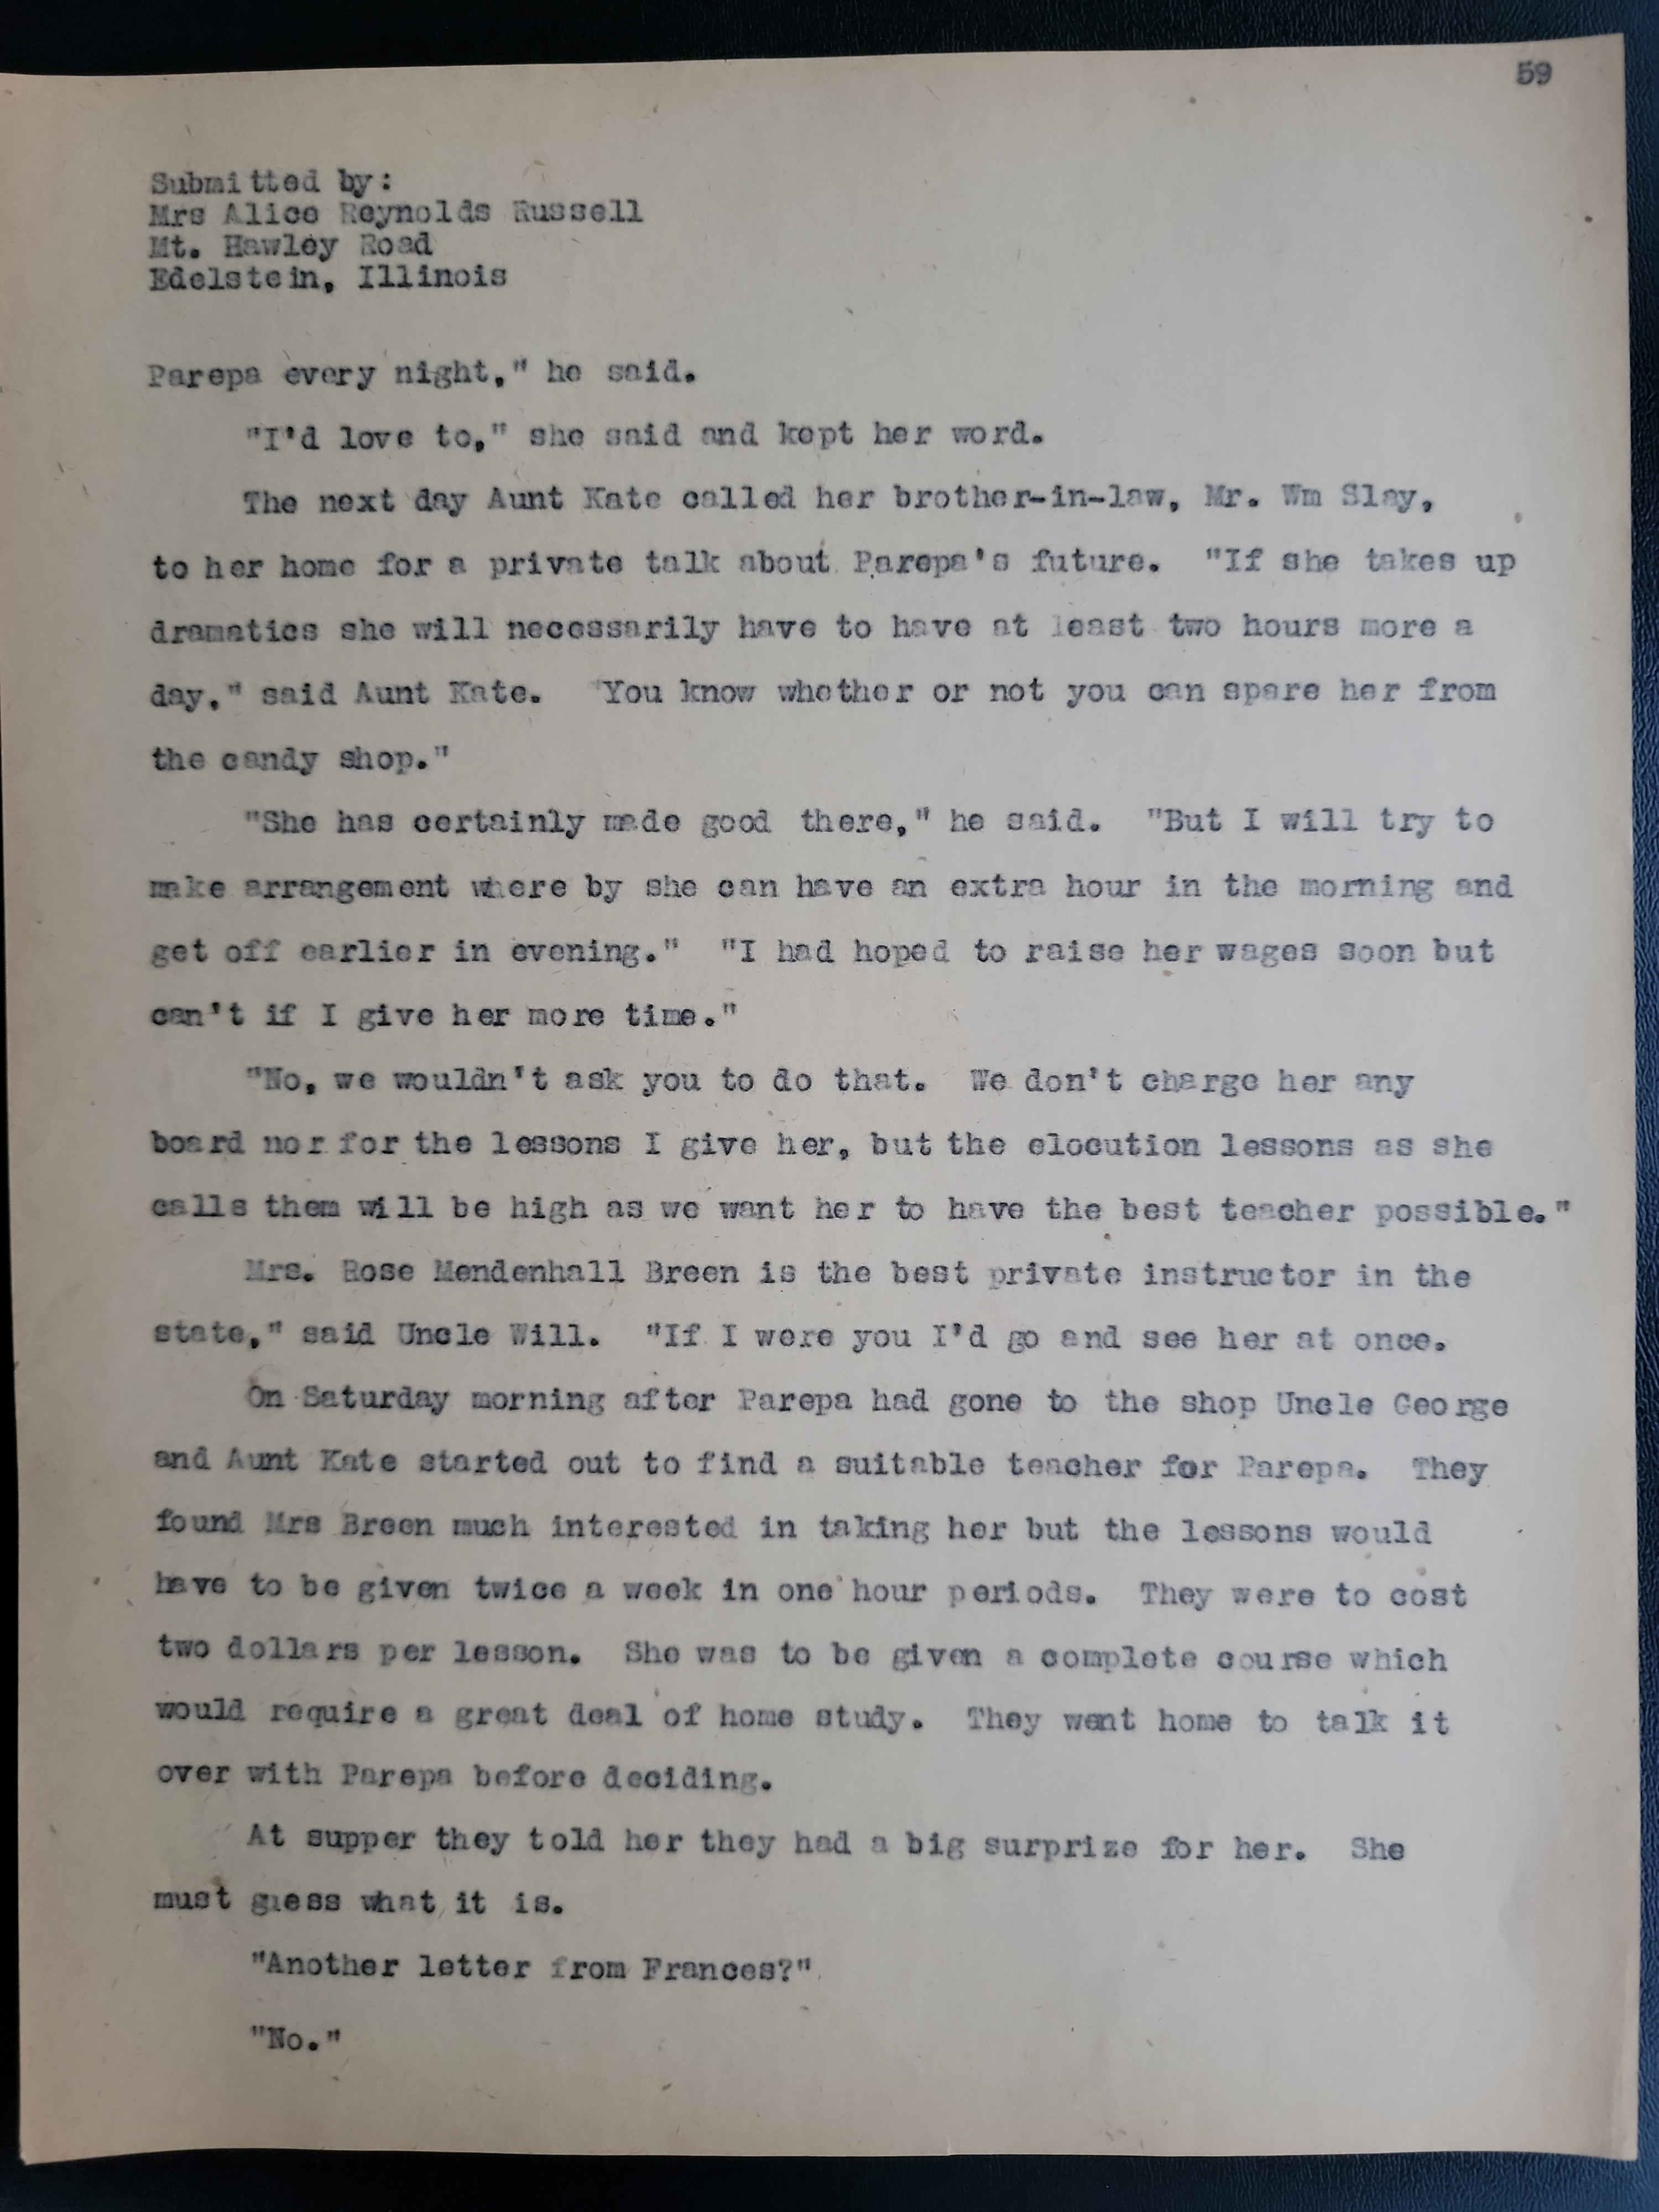 59
Submitted by:
Mrs Alice Reynolds Russell
Mt. Hawley Road
Edelstein, Illinois
Parepa every night," he said.
"I'd love to," she said and kept her word.
The next day Aunt Kate called her brother-in-law, Mr. Wm Slay,
to her home for a private talk about Parepa's future. "If she takes up
dramatics she will necessarily have to have at least two hours more a
day," said Aunt Kate. "You know whether or not you can spare her from
the candy shop."
"She has certainly made good there," he said. "But I will try to
make arrangement where by she can have an extra hour in the morning and
get off earlier in evening." "I had hoped to raise her wages soon but
can't if I give her more time."
"No, we wouldn't ask you to do that. We don't charge her any
board nor for the lessons I give her, but the elocution lessons as she
calls them will be high as we want her to have the best teacher possible."
Mrs. Rose Mendenhall Breen is the best private instructor in the
state," said Uncle Will. "If I were you I'd go and see her at once.
On Saturday morning after Parepa had gone to the shop Uncle George
and Aunt Kate started out to find a suitable teacher for Parepa. They
found Mrs Breen much interested in taking her but the lessons would
have to be given twice a week in one hour periods. They were to cost
two dollars per lesson. She was to be given a complete course which
would require a great deal of home study. They went home to talk it
over with Parepa before deciding.
At supper they told her they had a big surprize for her. She
must guess what it is.
"Another letter from Frances?"
"No."